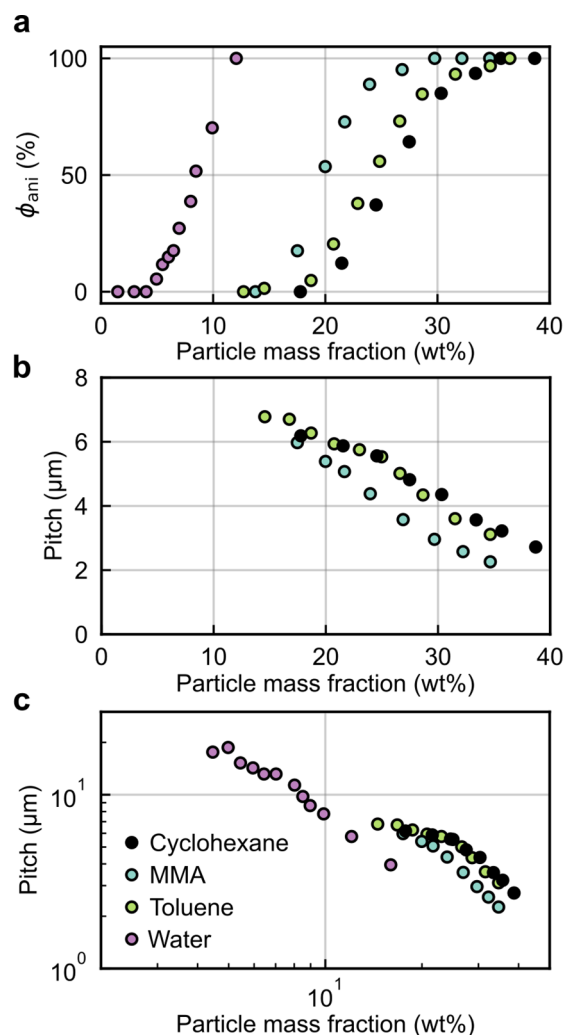 a
100
50
0
ϕani (%)
0 10 20 30 40
Particle mass fraction (wt%)
b
8
6
4
2
0
Pitch (μm)
0 10 20 30 40
Particle mass fraction (wt%)
c
10¹
10⁰
Pitch (μm)
Cyclohexane
MMA
Toluene
Water
10¹
Particle mass fraction (wt%)